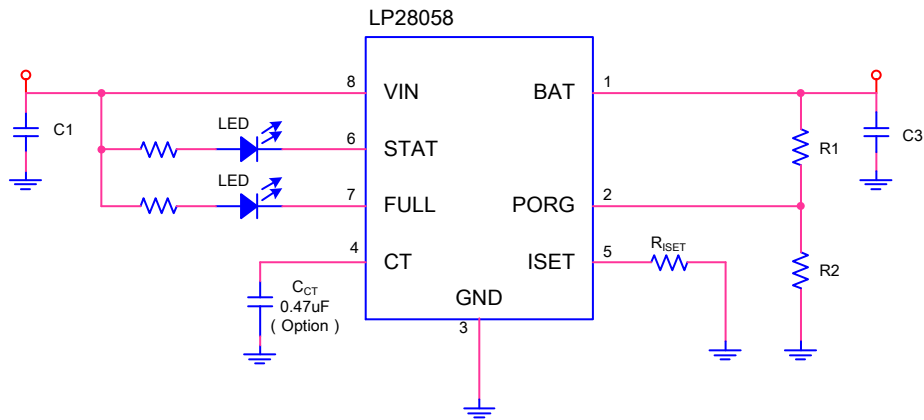 LP28058
8
VIN
BAT
1
C1
LED
6
STAT
R1
C3
LED
7
FULL
PORG
2
4
CT
ISET
5
RISET
R2
CCT
0.47uF
( Option )
GND
3